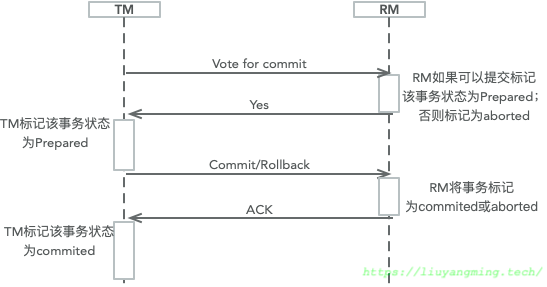 TM
RM
Vote for commit
RM如果可以提交标记
该事务状态为Prepared；
否则标记为aborted
Yes
TM标记该事务状态
为Prepared
Commit/Rollback
RM将事务标记
为commited或aborted
ACK
TM标记该事务状态
为commited
https://liuyangming.tech/